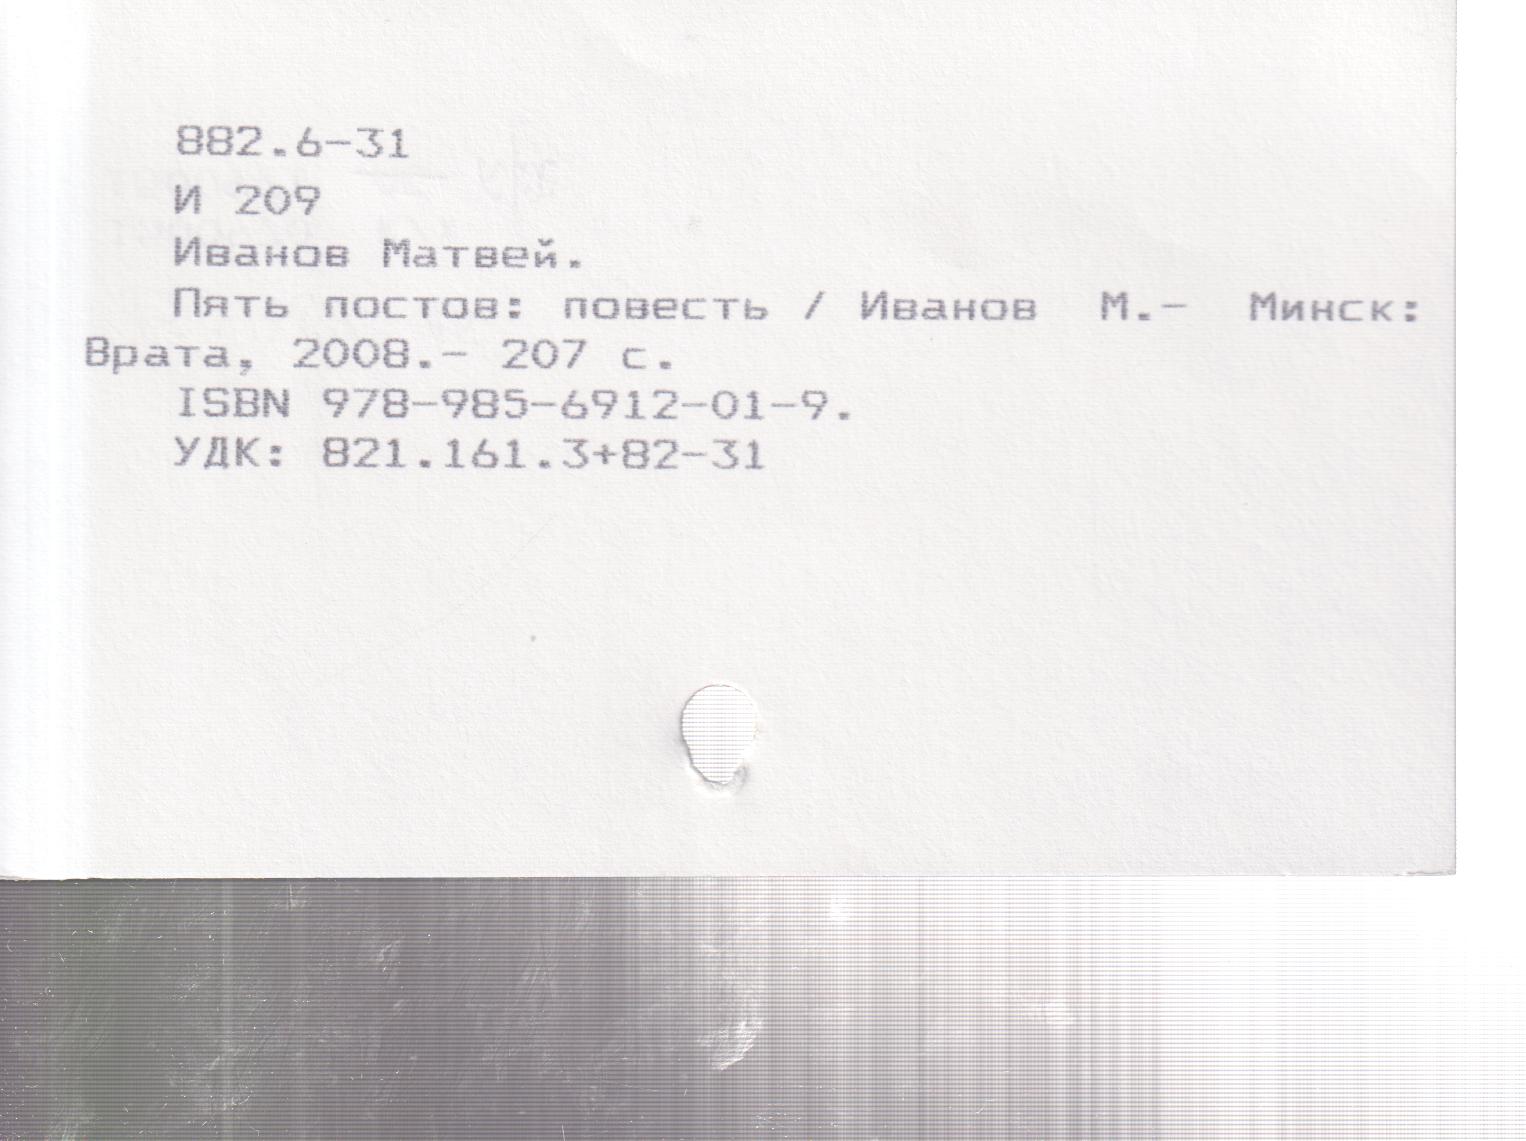 882.6-31
И 209
Иванов Матвей.
Пять постов: повесть / Иванов М.- Минск:
Врата, 2008.- 207 с.
ISBN 978-985-6912-01-9.
УДК: 821.161.3+82-31